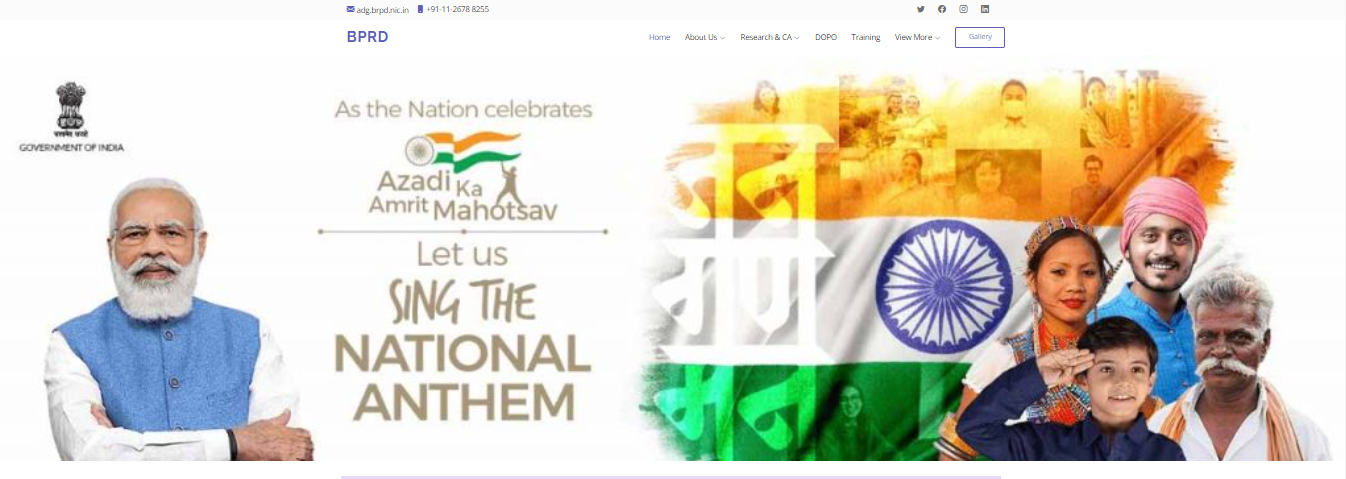 adg.brpd.nic.in +91-11-2678 8255
BPRD
Home About Us Research & CA DOPO Training View More Gallery
सत्यमेव जयते
GOVERNMENT OF INDIA
As the Nation celebrates
Azadi Ka
Amrit Mahotsav
Let us
SING THE
NATIONAL
ANTHEM
जन
गण
मन